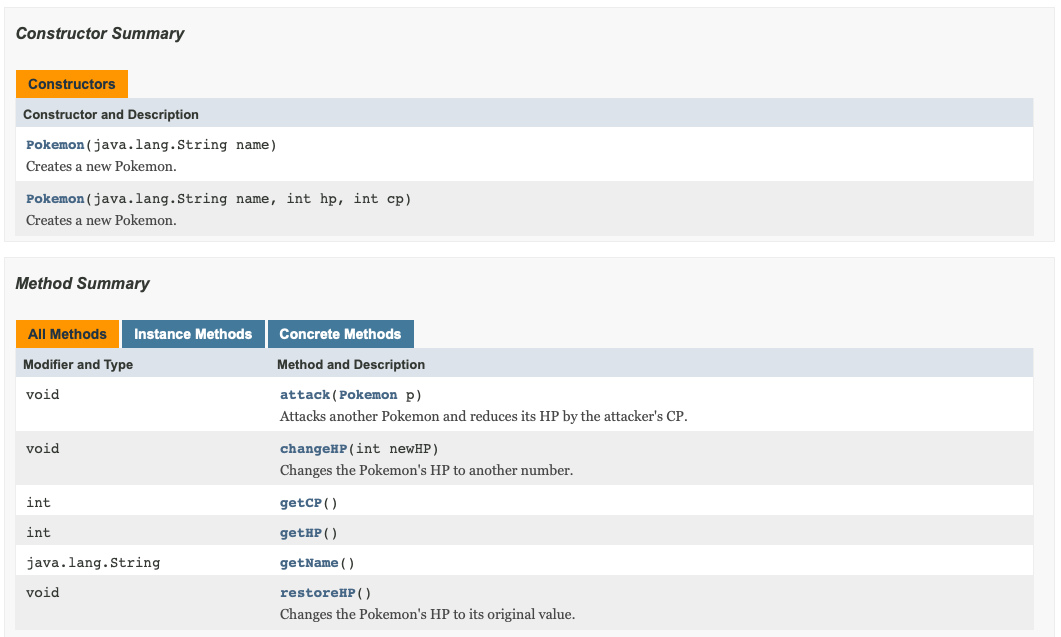 Constructor Summary
Constructors
Constructor and Description
Pokemon(java.lang.String name)
Creates a new Pokemon.
Pokemon(java.lang.String name, int hp, int cp)
Creates a new Pokemon.
Method Summary
All Methods Instance Methods Concrete Methods
Modifier and Type Method and Description
void attack(Pokemon p)
Attacks another Pokemon and reduces its HP by the attacker's CP.
void changeHP(int newHP)
Changes the Pokemon's HP to another number.
int getCP()
int getHP()
java.lang.String getName()
void restoreHP()
Changes the Pokemon's HP to its original value.